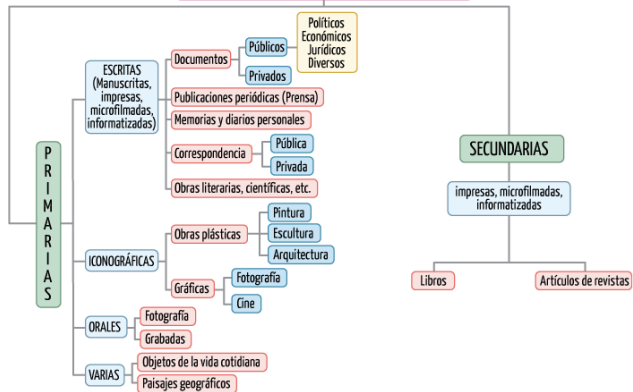 Políticos
Económicos
Jurídicos
Diversos
Públicos
Documentos
Privados
ESCRITAS
(Manuscritas,
impresas,
microfilmadas,
informatizadas)
Publicaciones periódicas (Prensa)
Memorias y diarios personales
Correspondencia
Pública
Privada
Obras literarias, científicas, etc.
PRIMARIAS
ICONOGRÁFICAS
Obras plásticas
Pintura
Escultura
Arquitectura
Gráficas
Fotografía
Cine
ORALES
Fotografía
Grabadas
VARIAS
Objetos de la vida cotidiana
Paisajes geográficos
SECUNDARIAS
impresas, microfilmadas,
informatizadas
Libros
Artículos de revistas